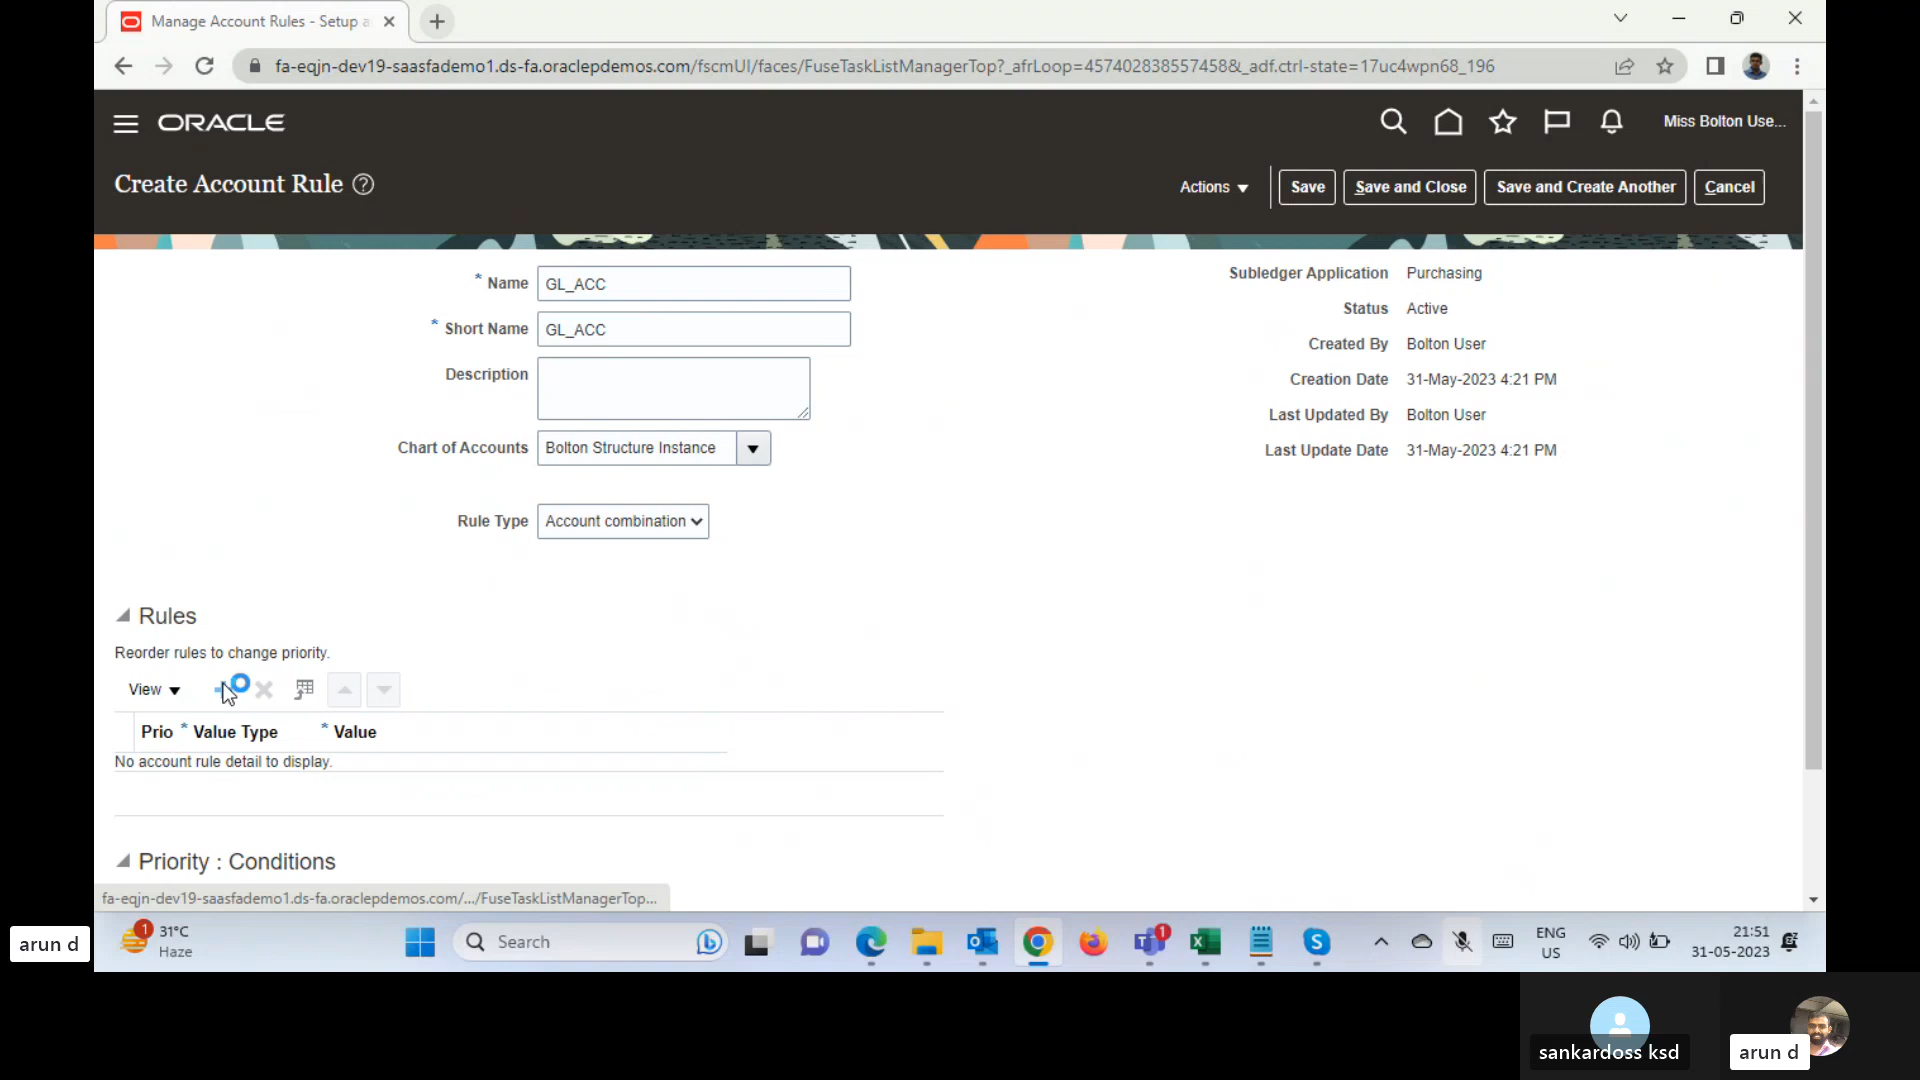 Manage Account Rules - Setup a
fa-eqjn-dev19-saasfademo1.ds-fa.oraclepdemos.com/fscmUI/faces/FuseTaskListManagerTop?_afrLoop=457402838557458&_adf.ctrl-state=17uc4wpn68_196
ORACLE
Miss Bolton Use...
Create Account Rule
Actions
Save
Save and Close
Save and Create Another
Cancel
* Name GL_ACC
* Short Name GL_ACC
Description
Chart of Accounts Bolton Structure Instance
Rule Type Account combination
Subledger Application Purchasing
Status Active
Created By Bolton User
Creation Date 31-May-2023 4:21 PM
Last Updated By Bolton User
Last Update Date 31-May-2023 4:21 PM
Rules
Reorder rules to change priority.
View
Prio * Value Type * Value
No account rule detail to display.
Priority : Conditions
fa-eqjn-dev19-saasfademo1.ds-fa.oraclepdemos.com/.../FuseTaskListManagerTop...
arun d
1
31°C
Haze
Search
1
ENG
US
21:51
31-05-2023
sankardoss ksd
arun d